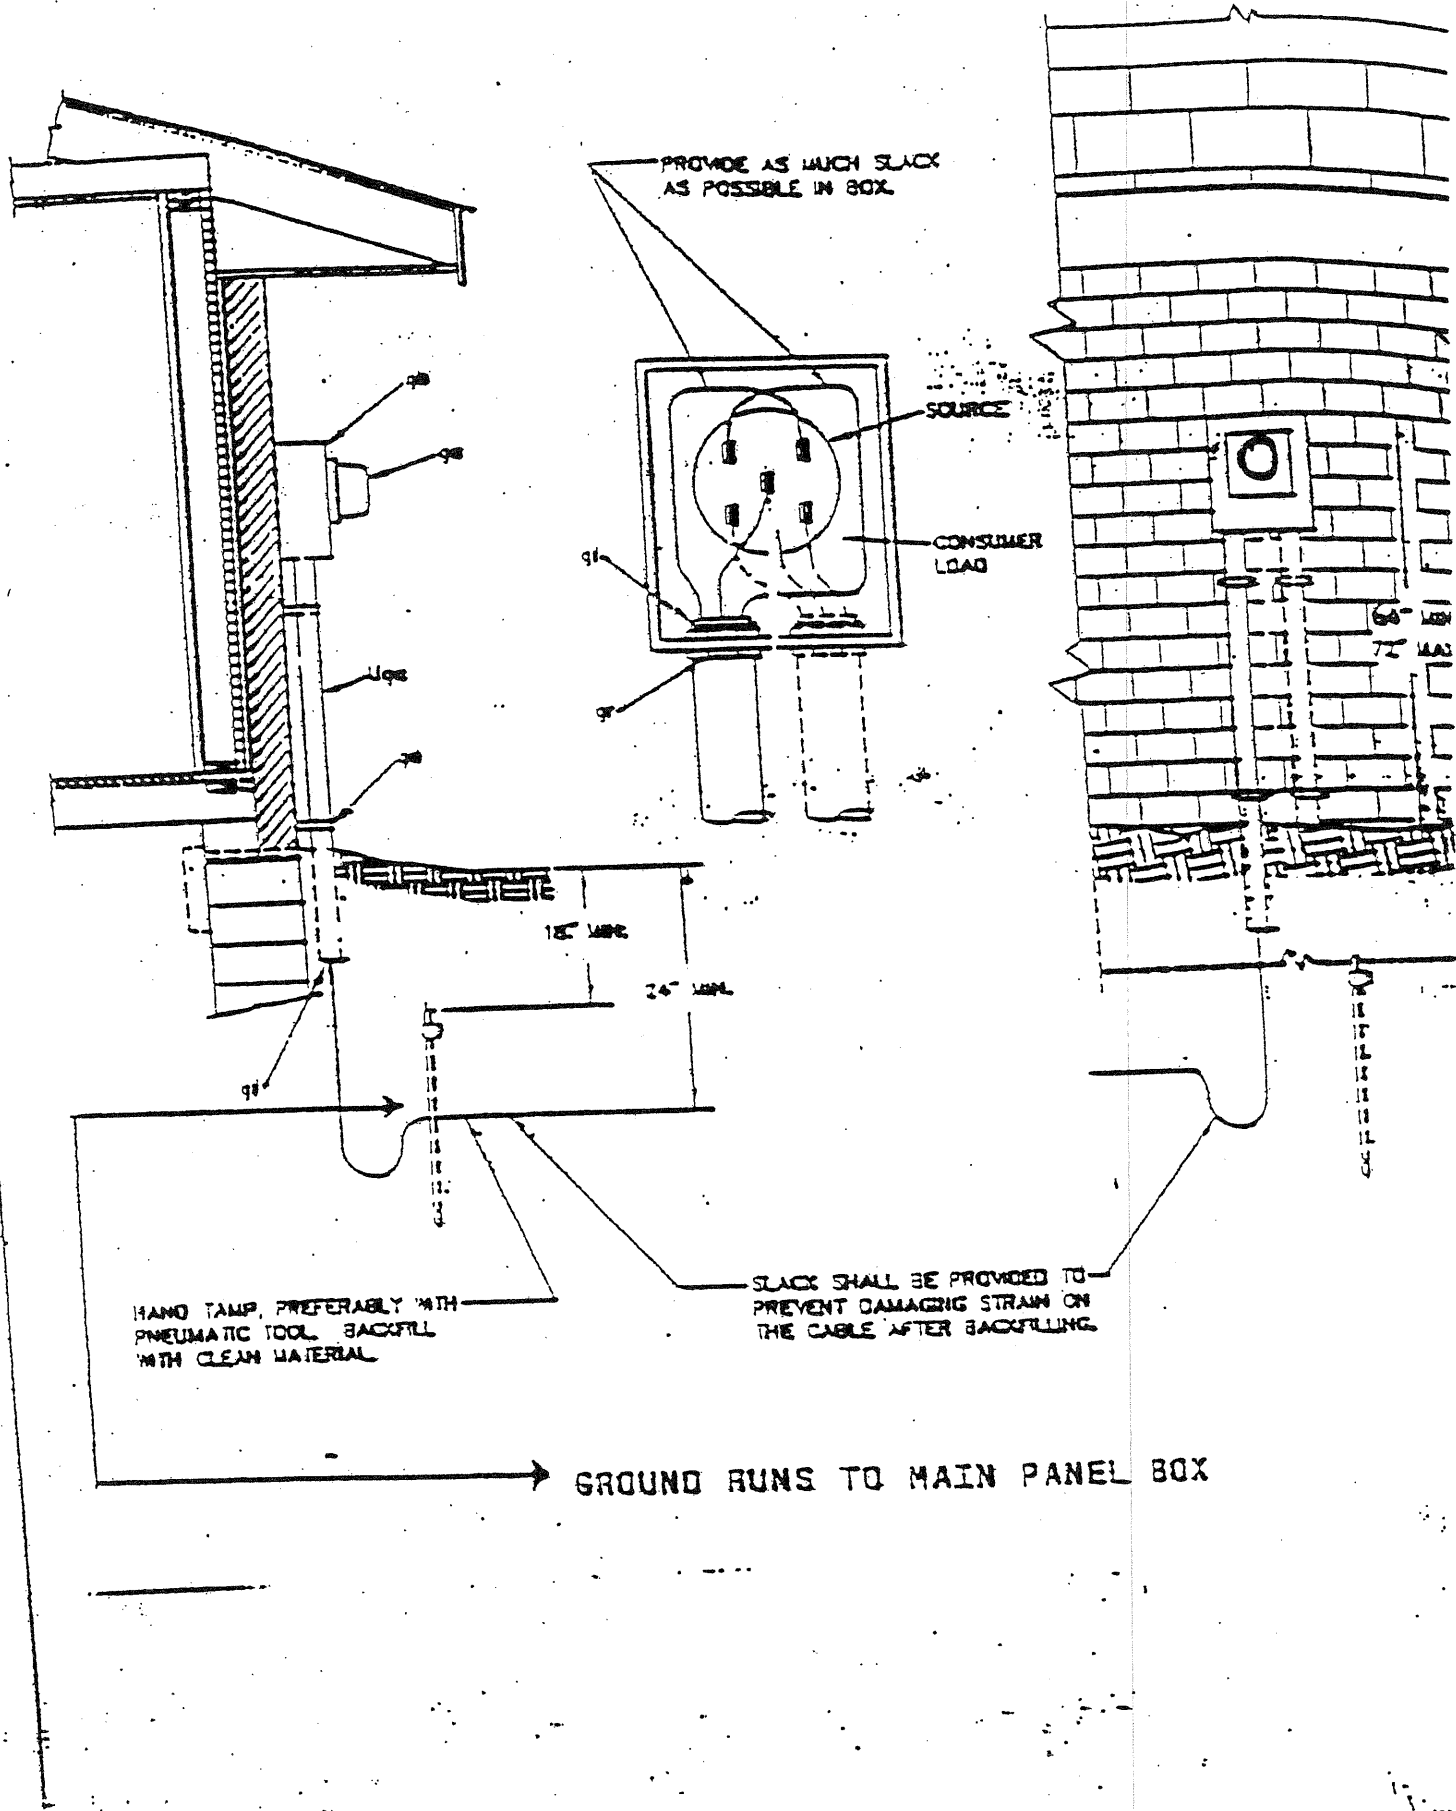 PROVIDE AS MUCH SLACK
AS POSSIBLE IN BOX.
SOURCE
CONSUMER
LOAD
72" MAX
18" MIN.
24" MIN.
HAND TAMP, PREFERABLY WITH
PNEUMATIC TOOL. BACKFILL
WITH CLEAN MATERIAL
SLACK SHALL BE PROVIDED TO
PREVENT DAMAGING STRAIN ON
THE CABLE AFTER BACKFILLING.
GROUND RUNS TO MAIN PANEL BOX